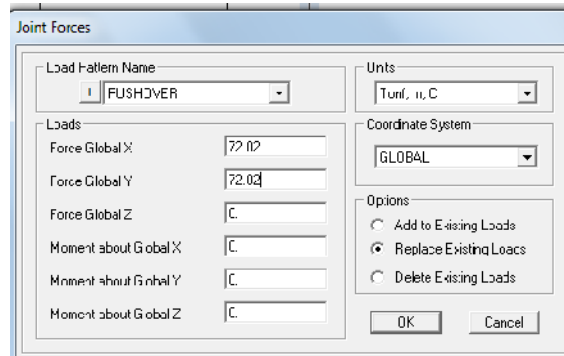 Joint Forces
Load Pattern Name
PUSHOVER
Units
Tonf, m, C
Loads
Force Global X
72.02
Force Global Y
72.02
Force Global Z
0.
Moment about Global X
0.
Moment about Global Y
0.
Moment about Global Z
0.
Coordinate System
GLOBAL
Options
Add to Existing Loads
Replace Existing Loads
Delete Existing Loads
OK
Cancel